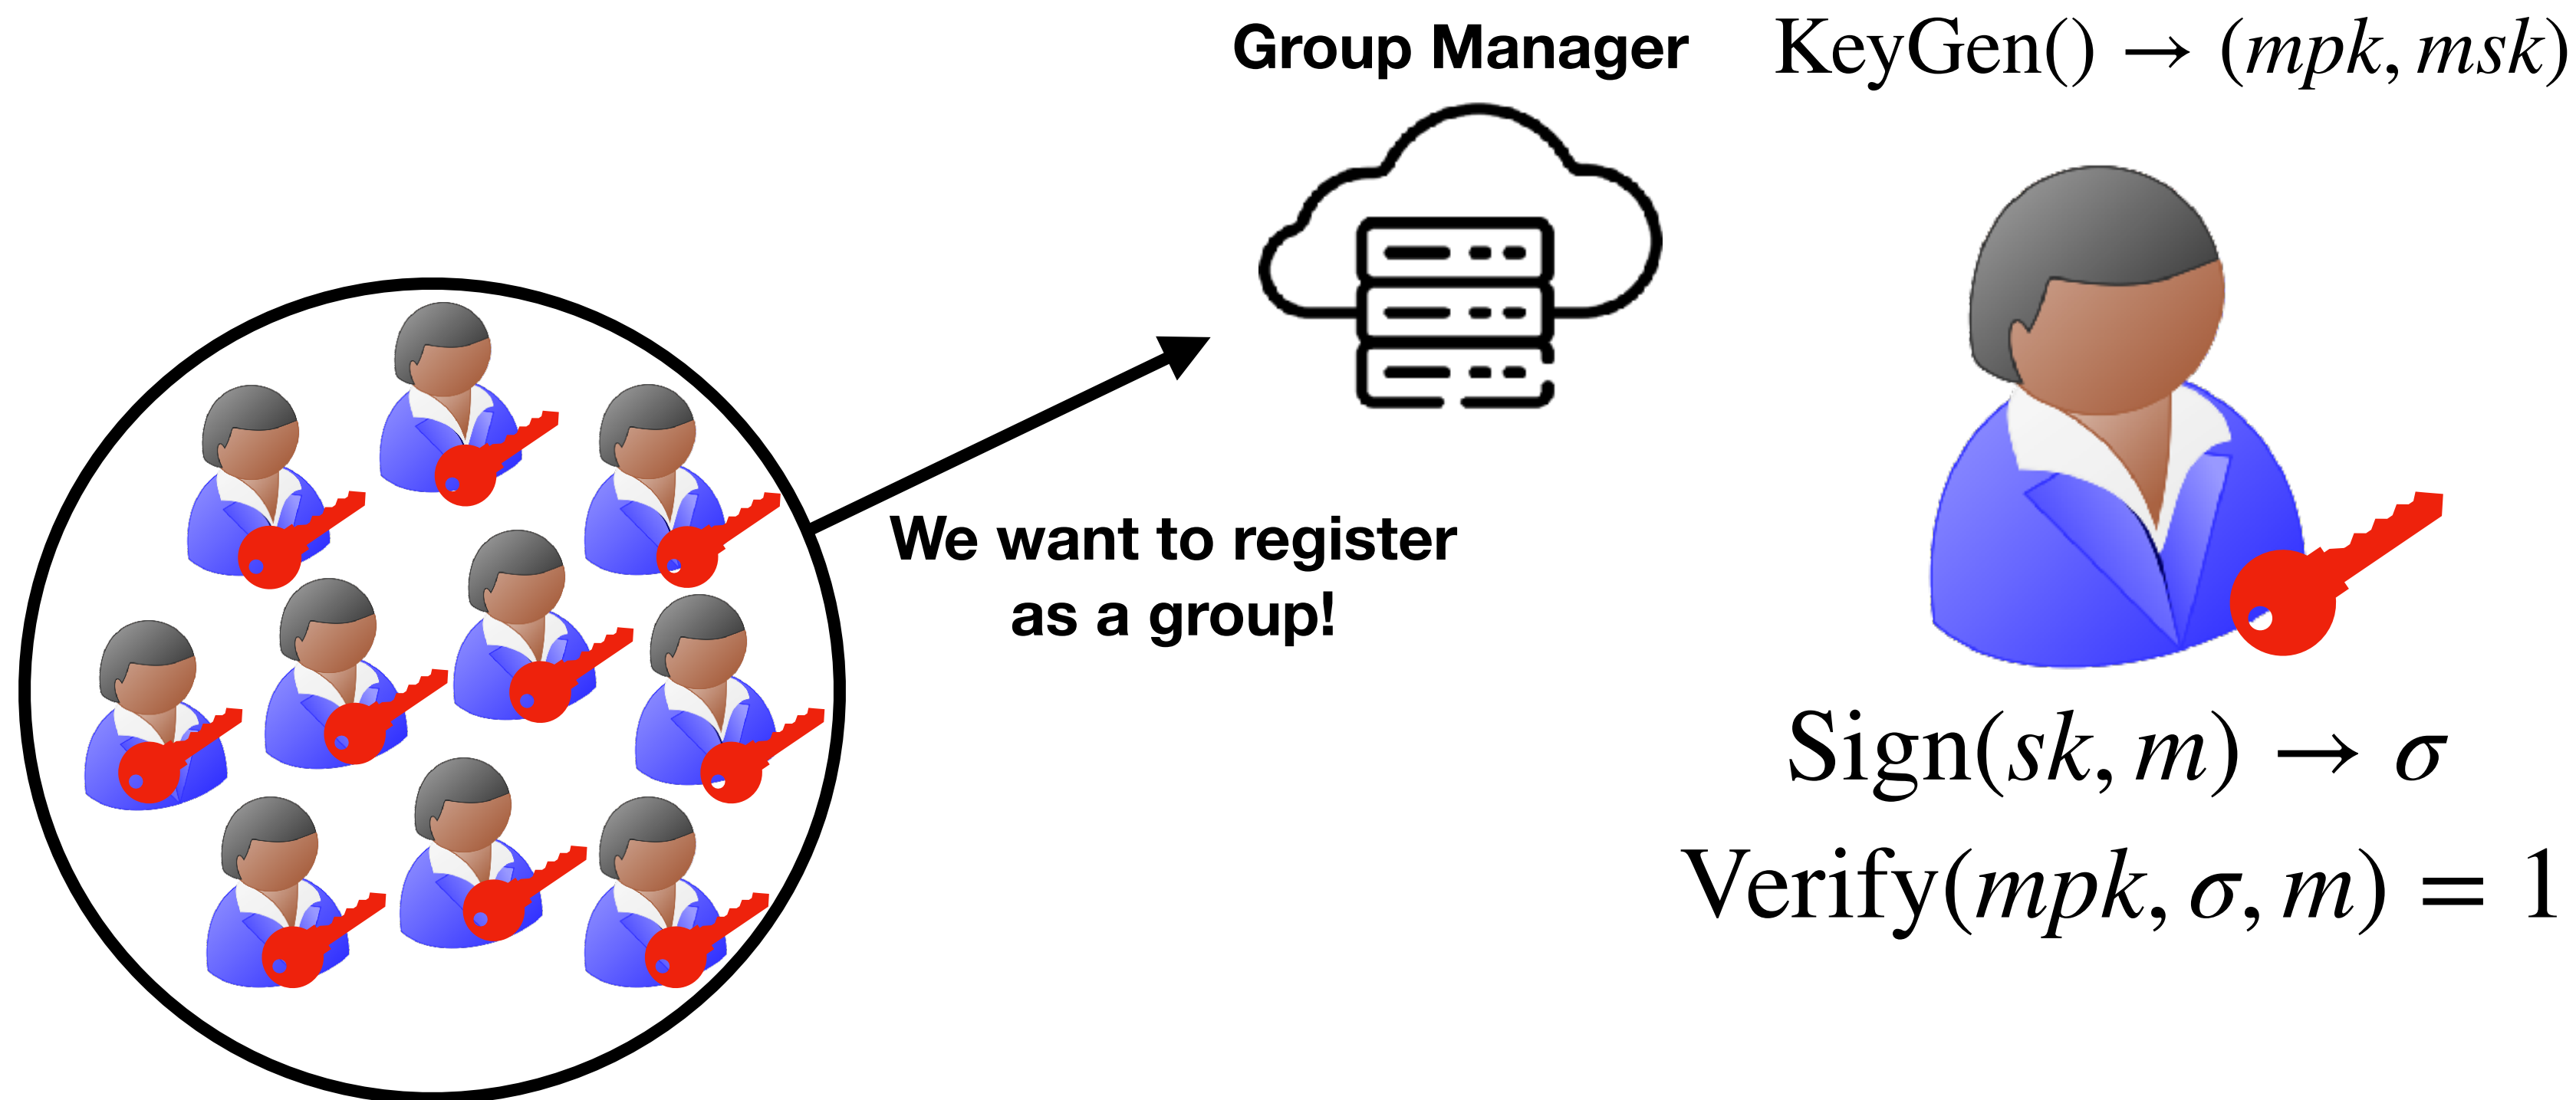 Group Manager
KeyGen() → (mpk, msk)
We want to register
as a group!
Sign(sk, m) → σ
Verify(mpk, σ, m) = 1